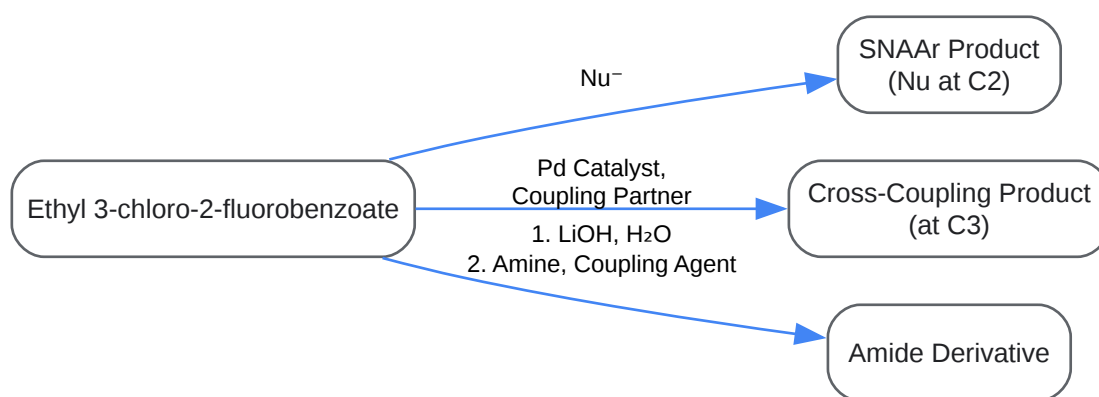 SNAAr Product
(Nu at C2)
Nu⁻
Pd Catalyst,
Coupling Partner
Ethyl 3-chloro-2-fluorobenzoate
Cross-Coupling Product
(at C3)
1. LiOH, H₂O
2. Amine, Coupling Agent
Amide Derivative